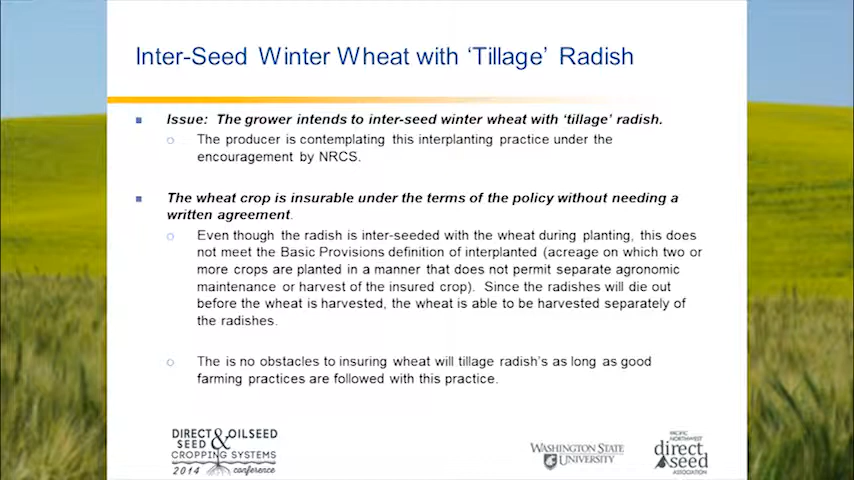 Inter-Seed Winter Wheat with ‘Tillage’ Radish
Issue: The grower intends to inter-seed winter wheat with ‘tillage’ radish.
The producer is contemplating this interplanting practice under the
encouragement by NRCS.
The wheat crop is insurable under the terms of the policy without needing a
written agreement.
Even though the radish is inter-seeded with the wheat during planting, this does
not meet the Basic Provisions definition of interplanted (acreage on which two or
more crops are planted in a manner that does not permit separate agronomic
maintenance or harvest of the insured crop). Since the radishes will die out
before the wheat is harvested, the wheat is able to be harvested separately of
the radishes.
The is no obstacles to insuring wheat will tillage radish's as long as good
farming practices are followed with this practice.
DIRECT & OILSEED
SEED
CROPPING SYSTEMS
2014 conference
WASHINGTON STATE
UNIVERSITY
PACIFIC
NORTHWEST
direct
seed
ASSOCIATION